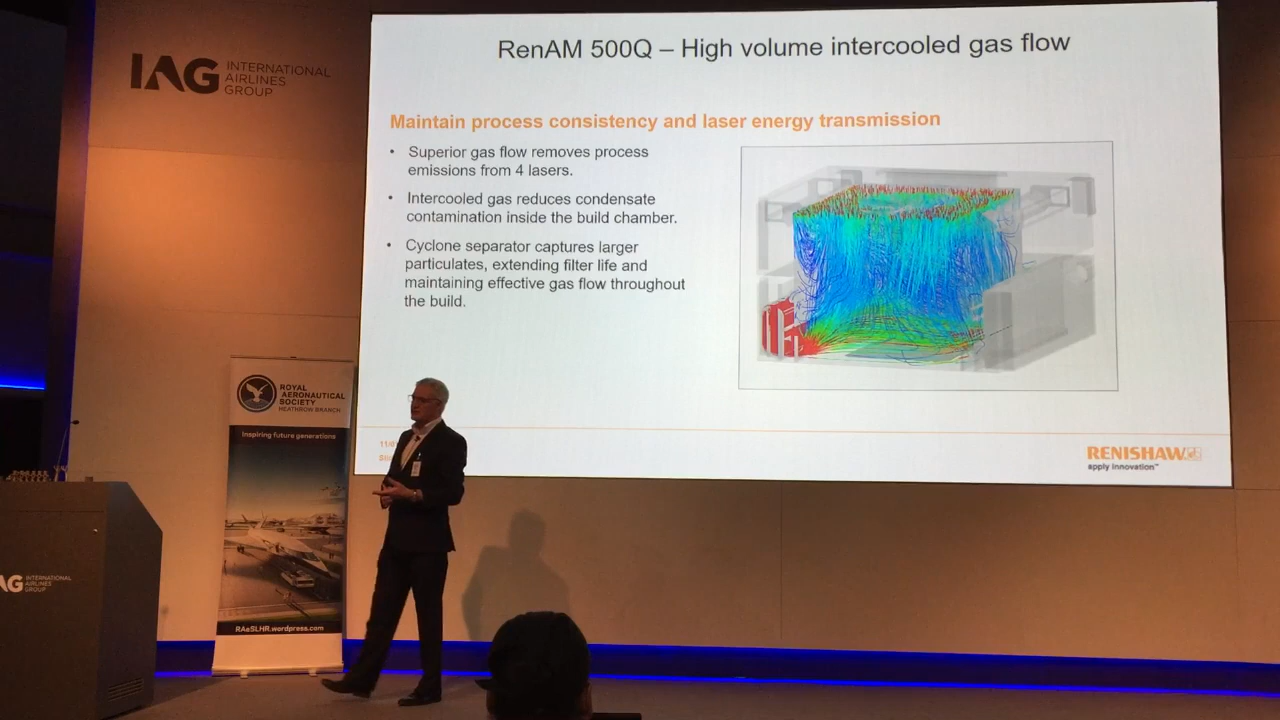 IAG INTERNATIONAL
AIRLINES
GROUP
RenAM 500Q – High volume intercooled gas flow
Maintain process consistency and laser energy transmission
• Superior gas flow removes process
emissions from 4 lasers.
• Intercooled gas reduces condensate
contamination inside the build chamber.
• Cyclone separator captures larger
particulates, extending filter life and
maintaining effective gas flow throughout
the build.
RENISHAW
apply innovation™
ROYAL
AERONAUTICAL
SOCIETY
HEATHROW BRANCH
Inspiring future generations
RAeSLHR.wordpress.com
AG INTERNATIONAL
AIRLINES
GROUP